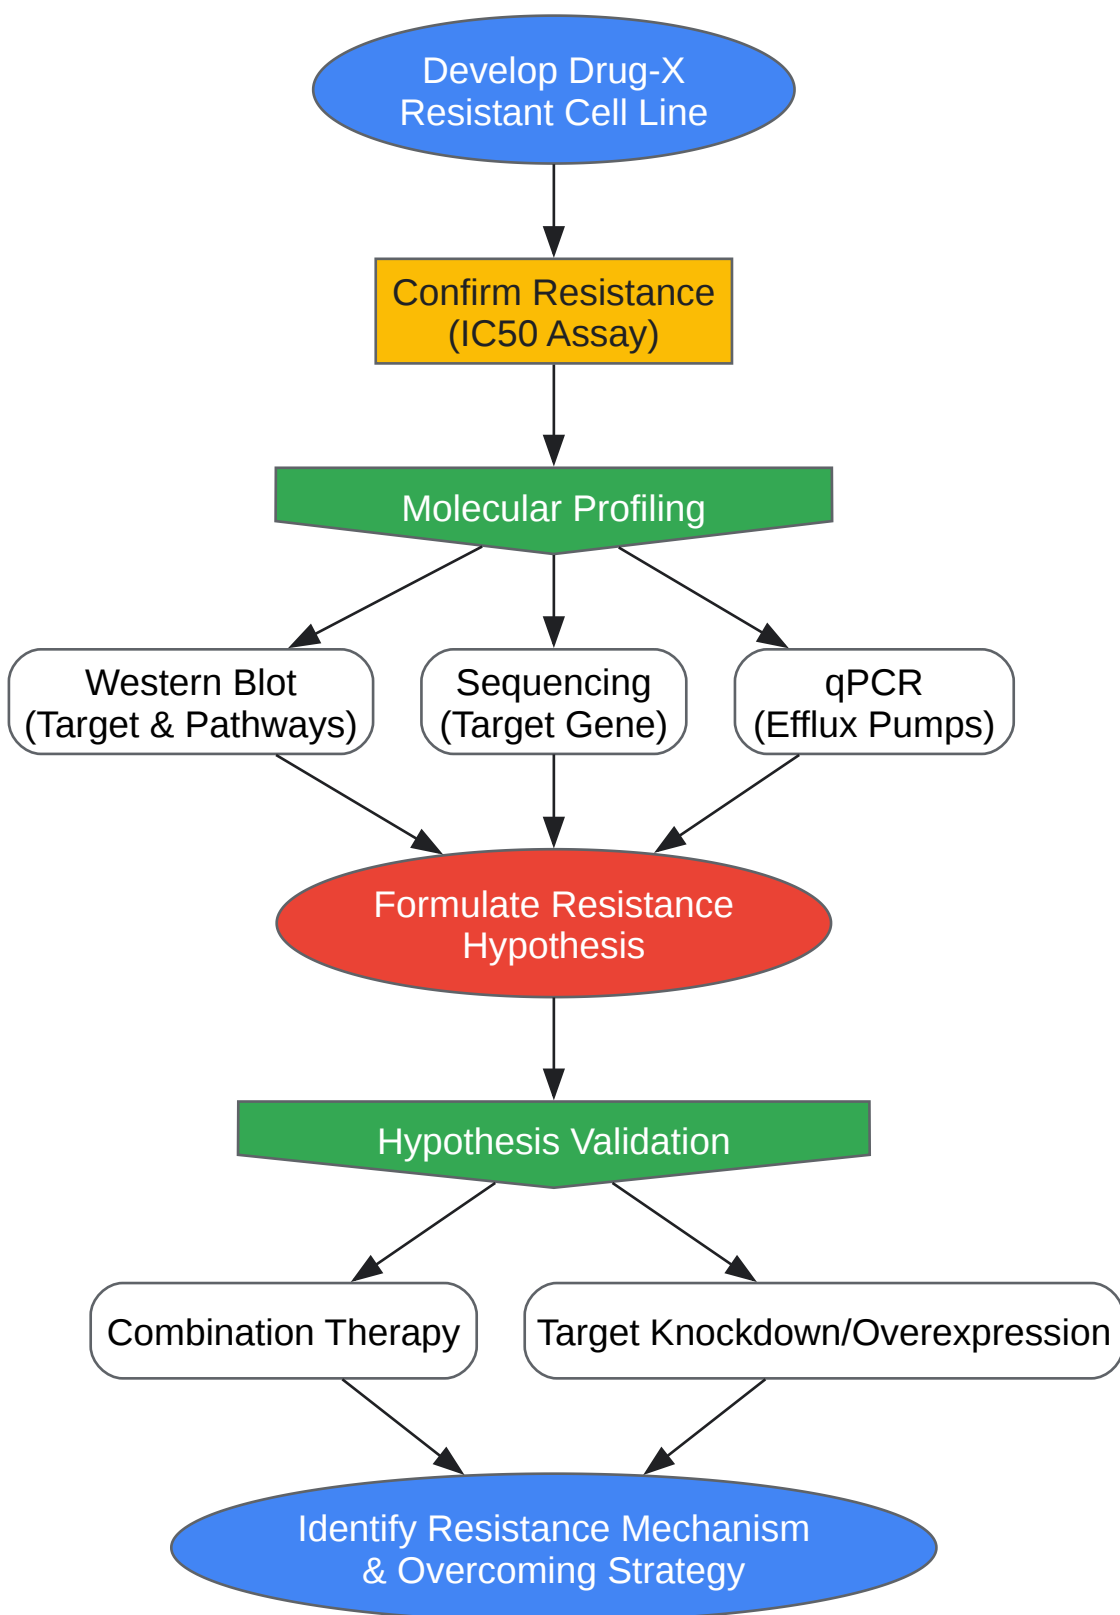 Develop Drug-X
Resistant Cell Line
Confirm Resistance
(IC50 Assay)
Molecular Profiling
Western Blot
(Target & Pathways)
Sequencing
(Target Gene)
qPCR
(Efflux Pumps)
Formulate Resistance
Hypothesis
Hypothesis Validation
Combination Therapy
Target Knockdown/Overexpression
Identify Resistance Mechanism
& Overcoming Strategy